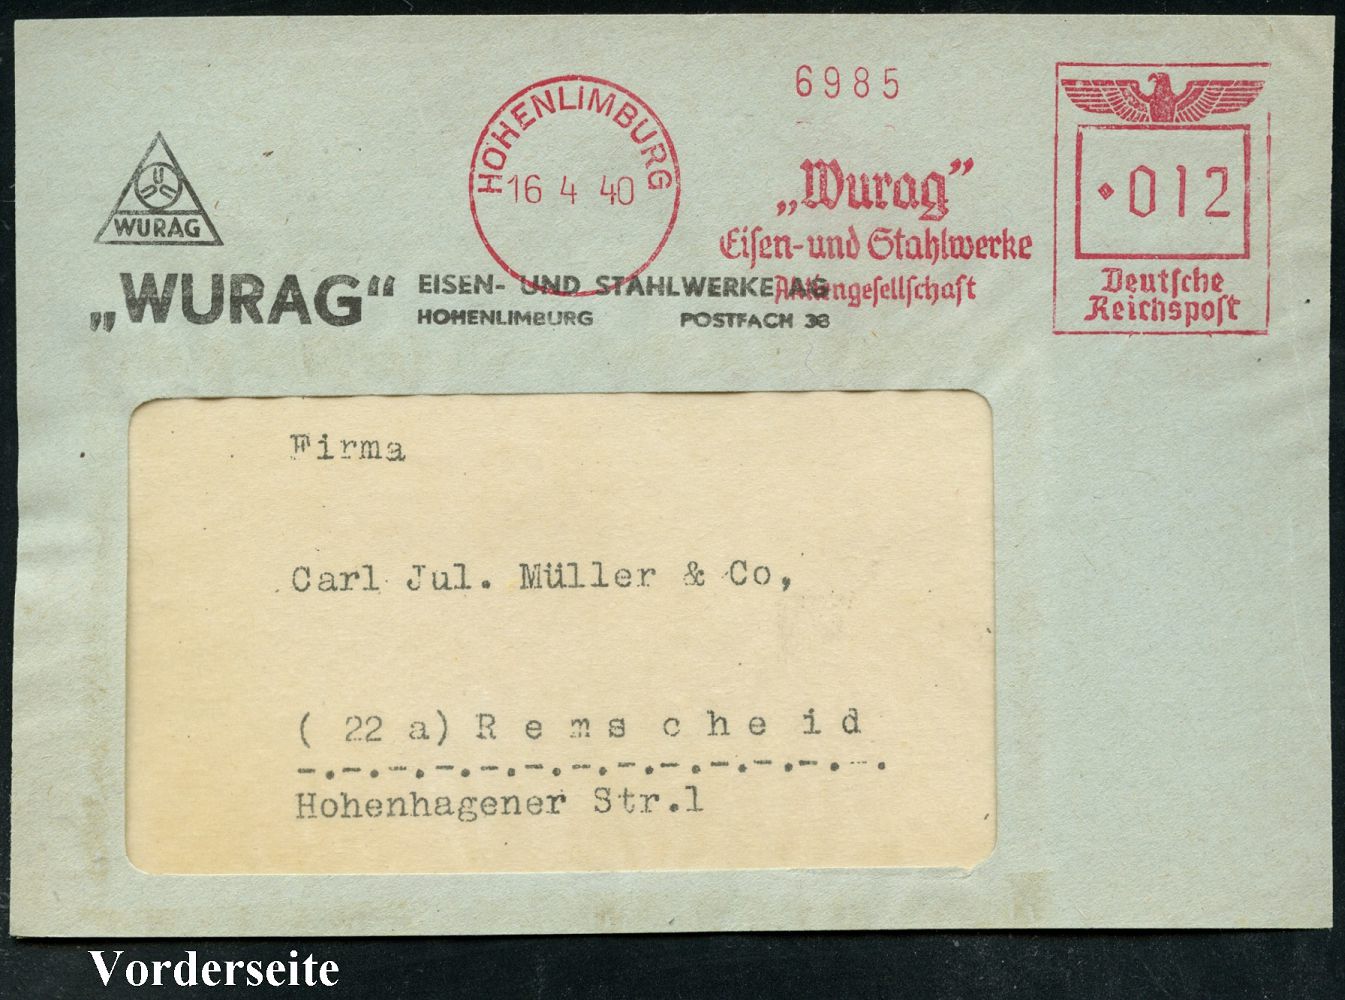 6985
HOHENLIMBURG
16 4 40
„Wurag”
Eisen- und Stahlwerke
Aktiengesellschaft
012
Deutsche
Reichspost
WURAG
„WURAG“ EISEN- UND STAHLWERKE AG
HOHENLIMBURG POSTFACH 38
Firma
Carl Jul. Müller & Co,
( 22 a) R e m s c h e i d
-.-.-.-.-.-.-.-.-.-.-.-.-.
Hohenhagener Str.1
Vorderseite